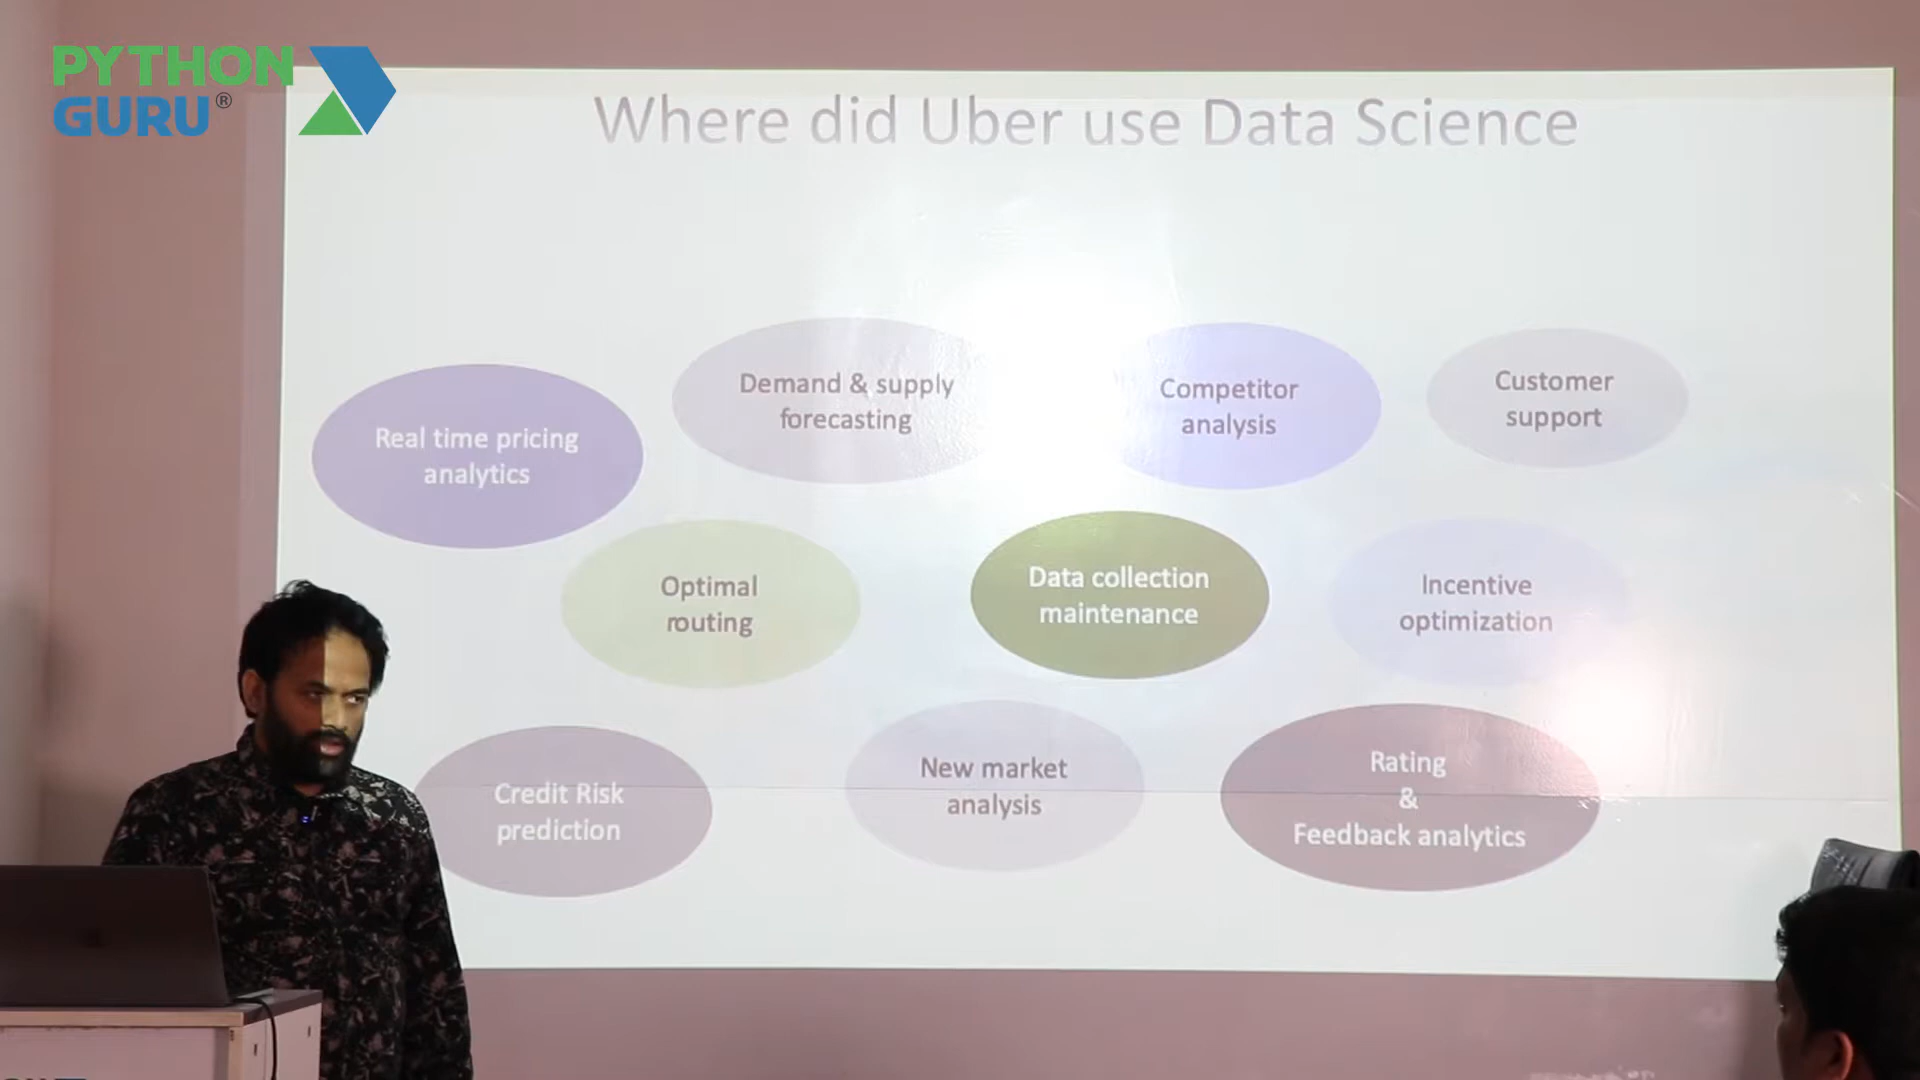 PYTHON
GURU®
Where did Uber use Data Science
Real time pricing
analytics
Demand & supply
forecasting
Competitor
analysis
Customer
support
Optimal
routing
Data collection
maintenance
Incentive
optimization
Credit Risk
prediction
New market
analysis
Rating
&
Feedback analytics